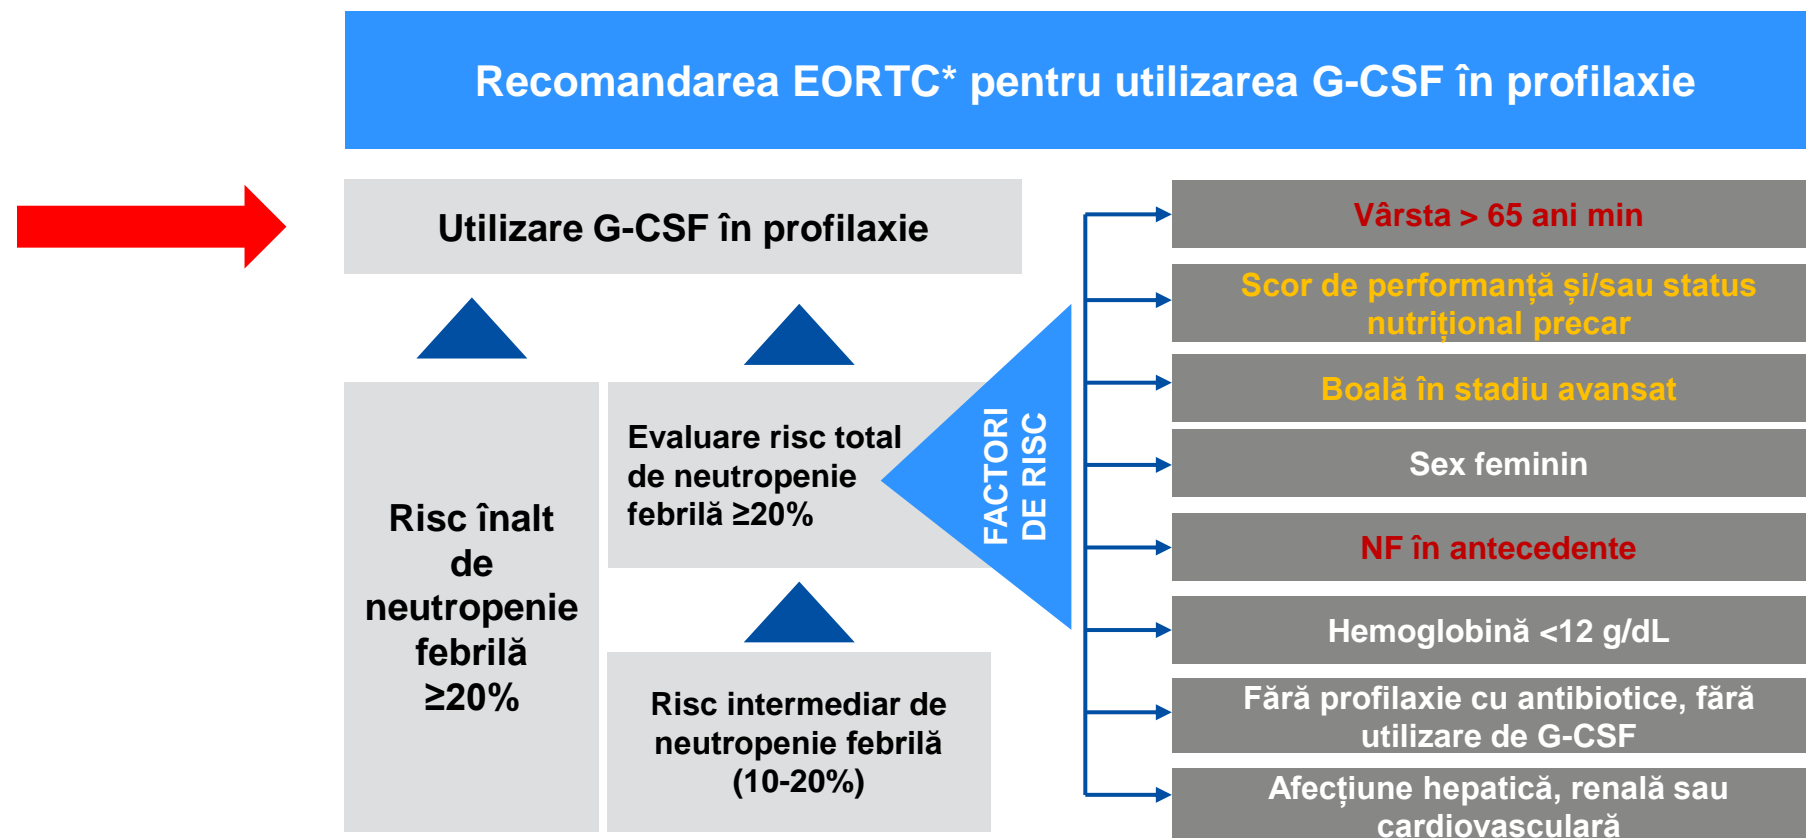 Recomandarea EORTC* pentru utilizarea G-CSF în profilaxie
Utilizare G-CSF în profilaxie
Risc înalt
de
neutropenie
febrilă
≥20%
Evaluare risc total
de neutropenie
febrilă ≥20%
Risc intermediar de
neutropenie febrilă
(10-20%)
FACTORI
DE RISC
Vârsta > 65 ani min
Scor de performanță și/sau status
nutrițional precar
Boală în stadiu avansat
Sex feminin
NF în antecedente
Hemoglobină <12 g/dL
Fără profilaxie cu antibiotice, fără
utilizare de G-CSF
Afecțiune hepatică, renală sau
cardiovasculară